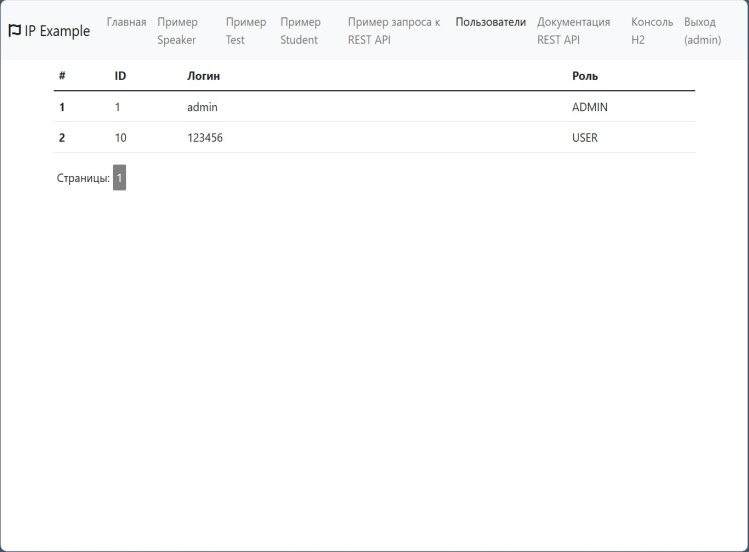 IP Example
Главная
Пример
Speaker
Пример
Test
Пример
Student
Пример запроса к
REST API
Пользователи
Документация
REST API
Консоль
H2
Выход
(admin)
# ID Логин Роль
1 1 admin ADMIN
2 10 123456 USER
Страницы: 1